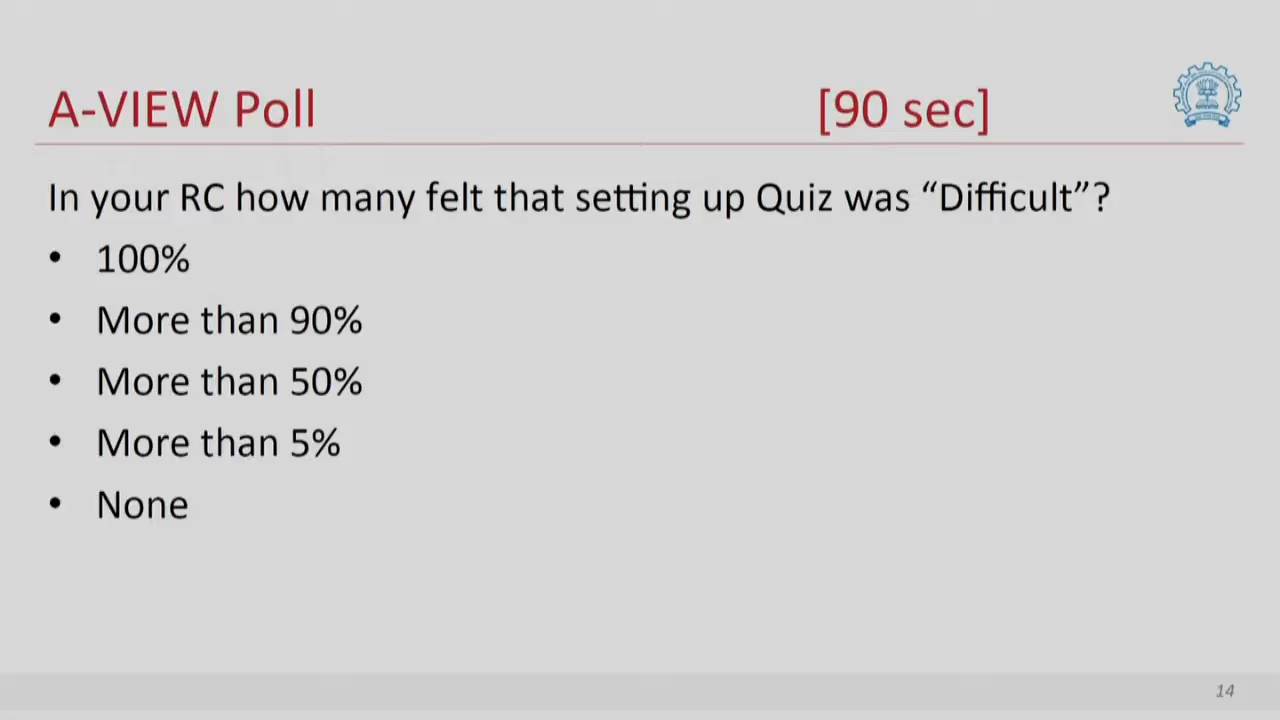 A-VIEW Poll [90 sec]
In your RC how many felt that setting up Quiz was “Difficult”?
• 100%
• More than 90%
• More than 50%
• More than 5%
• None
14